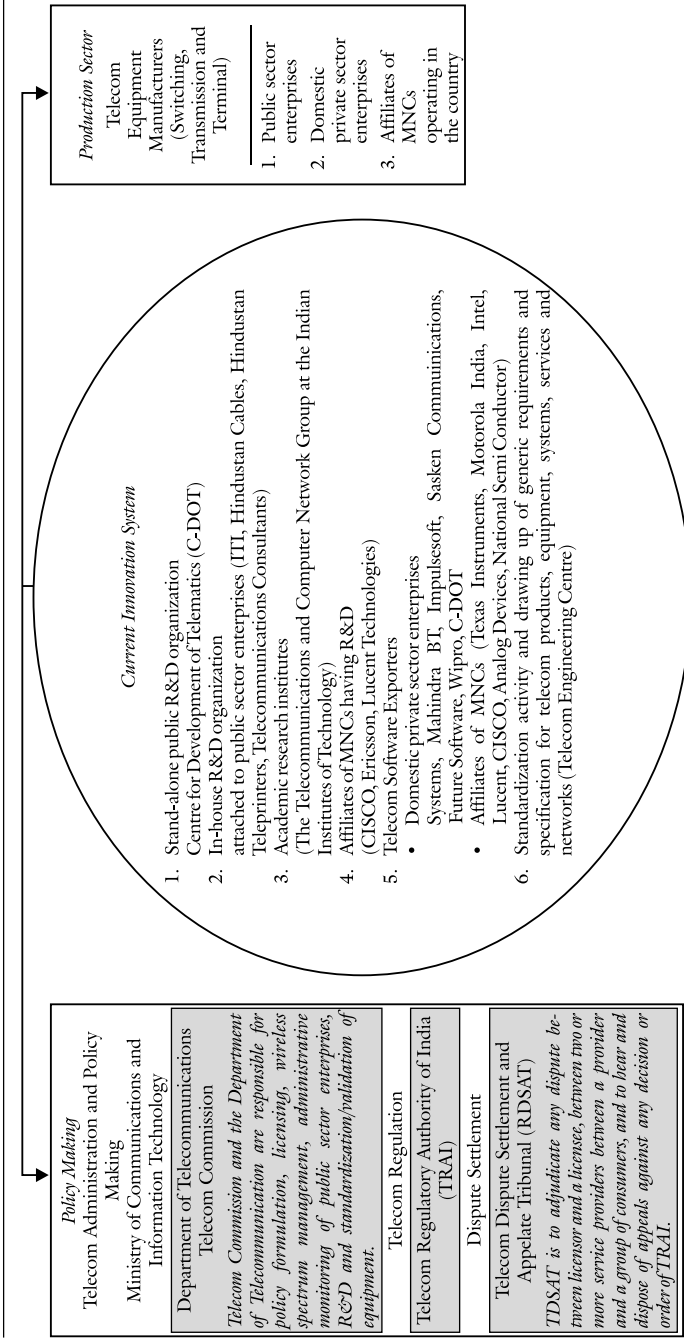 Policy Making
Telecom Administration and Policy
Making
Ministry of Communications and
Information Technology
Department of Telecommunications
Telecom Commission
Telecom Commission and the Department
of Telecommunication are responsible for
policy formulation, licensing, wireless
spectrum management, administrative
monitoring of public sector enterprises,
R&D and standardization/validation of
equipment.
Telecom Regulation
Telecom Regulatory Authority of India
(TRAI)
Dispute Settlement
Telecom Dispute Settlement and
Appelate Tribunal (RDSAT)
TDSAT is to adjudicate any dispute be-
tween licensor and a licensee, between two or
more service providers between a provider
and a group of consumers, and to hear and
dispose of appeals against any decision or
order of TRAI.
Current Innovation System
1. Stand-alone public R&D organization
Centre for Development of Telematics (C-DOT)
2. In-house R&D organization
attached to public sector enterprises (ITI, Hindustan Cables, Hindustan
Teleprinters, Telecommunications Consultants)
3. Academic research institutes
(The Telecommunications and Computer Network Group at the Indian
Institutes of Technology)
4. Affiliates of MNCs having R&D
(CISCO, Ericsson, Lucent Technologies)
5. Telecom Software Exporters
• Domestic private sector enterprises
Systems, Mahindra BT, Impulsesoft, Sasken Commuinications,
Future Software, Wipro, C-DOT
• Affiliates of MNCs (Texas Instruments, Motorola India, Intel,
Lucent, CISCO, Analog Devices, National Semi Conductor)
6. Standardization activity and drawing up of generic requirements and
specification for telecom products, equipment, systems, services and
networks (Telecom Engineering Centre)
Production Sector
Telecom
Equipment
Manufacturers
(Switching,
Transmission and
Terminal)
1. Public sector
enterprises
2. Domestic
private sector
enterprises
3. Affiliates of
MNCs
operating in
the country